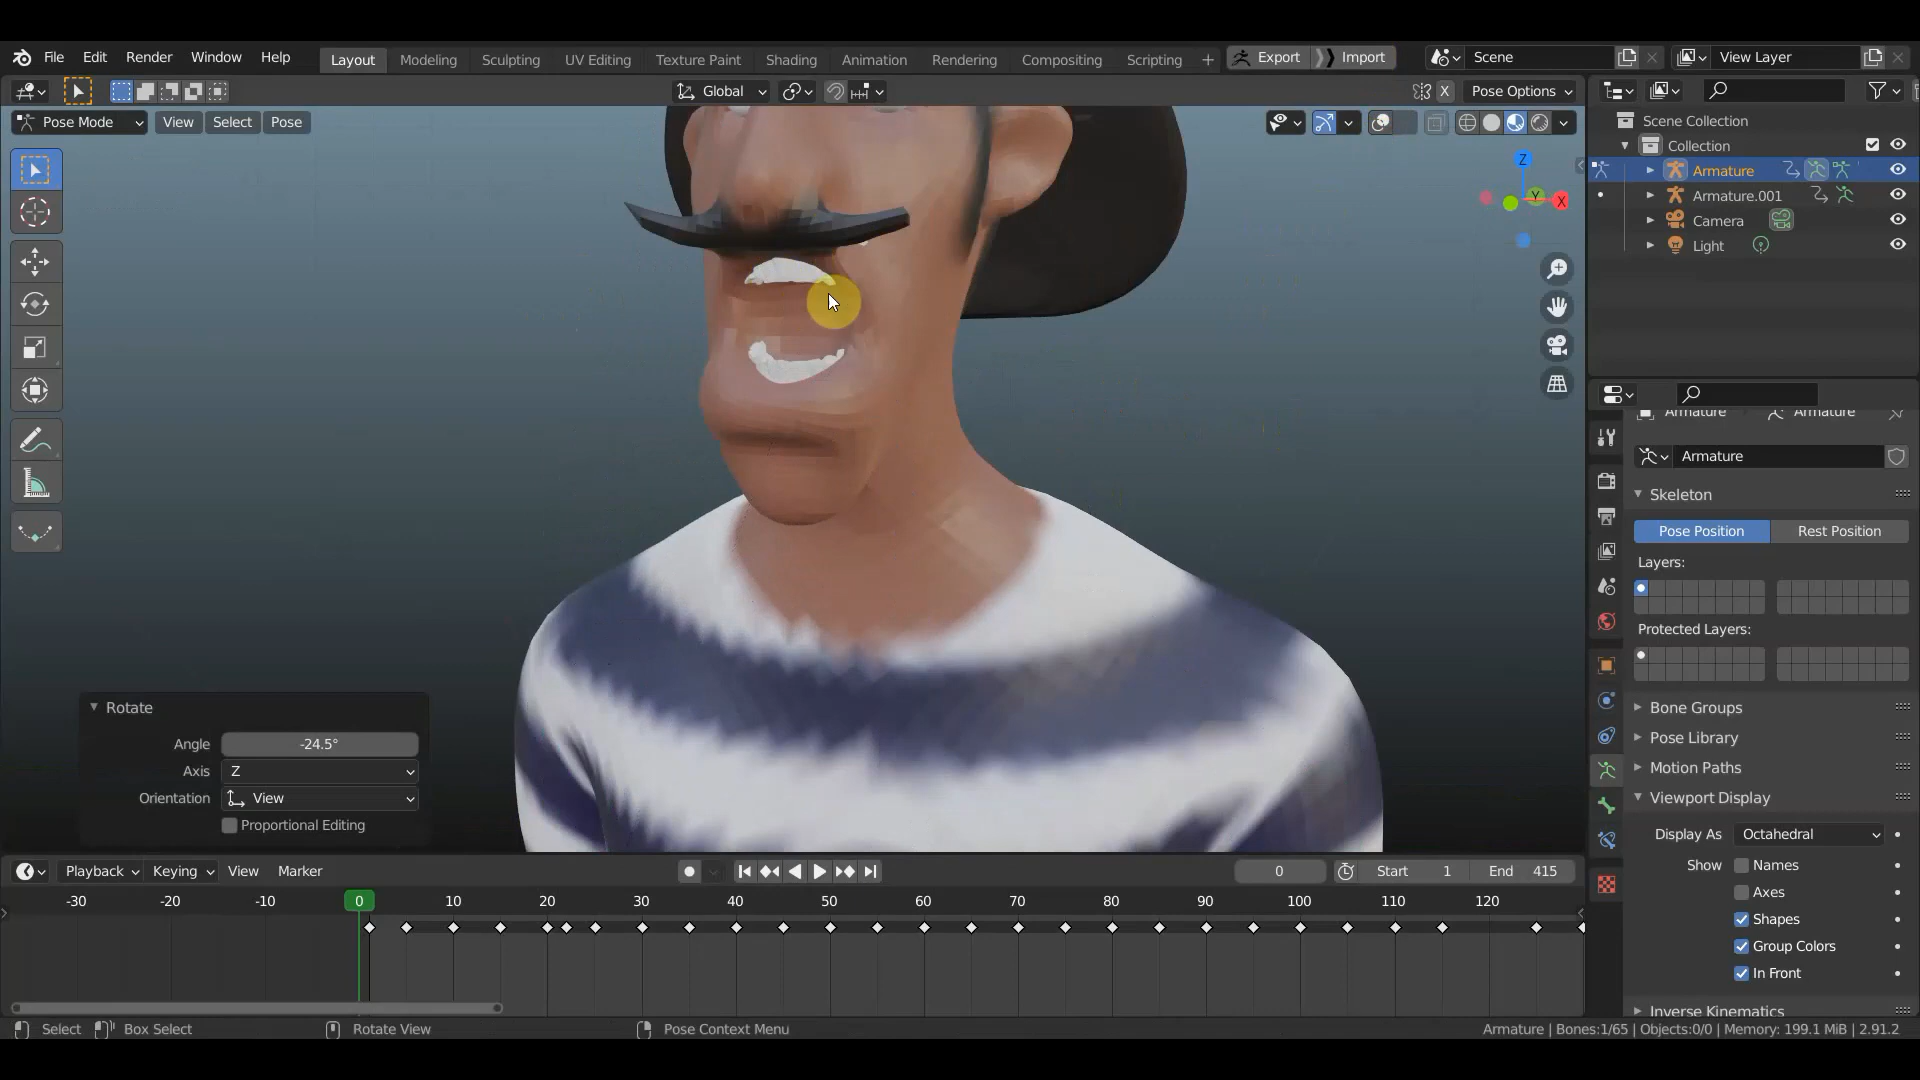 File Edit Render Window Help Layout Modeling Sculpting UV Editing Texture Paint Shading Animation Rendering Compositing Scripting + Export Import Scene View Layer
Global X Pose Options
Pose Mode View Select Pose
Scene Collection
Collection
Armature
Armature.001
Camera
Light
Z
Y
X
Armature Armature
Armature
Skeleton
Pose Position Rest Position
Layers:
Protected Layers:
Bone Groups
Pose Library
Motion Paths
Viewport Display
Display As Octahedral
Show Names
Axes
Shapes
Group Colors
In Front
Inverse Kinematics
Rotate
Angle -24.5°
Axis Z
Orientation View
Proportional Editing
Playback Keying View Marker 0 Start 1 End 415
-30 -20 -10 0 10 20 30 40 50 60 70 80 90 100 110 120
Select Box Select Rotate View Pose Context Menu Armature | Bones:1/65 | Objects:0/0 | Memory: 199.1 MiB | 2.91.2